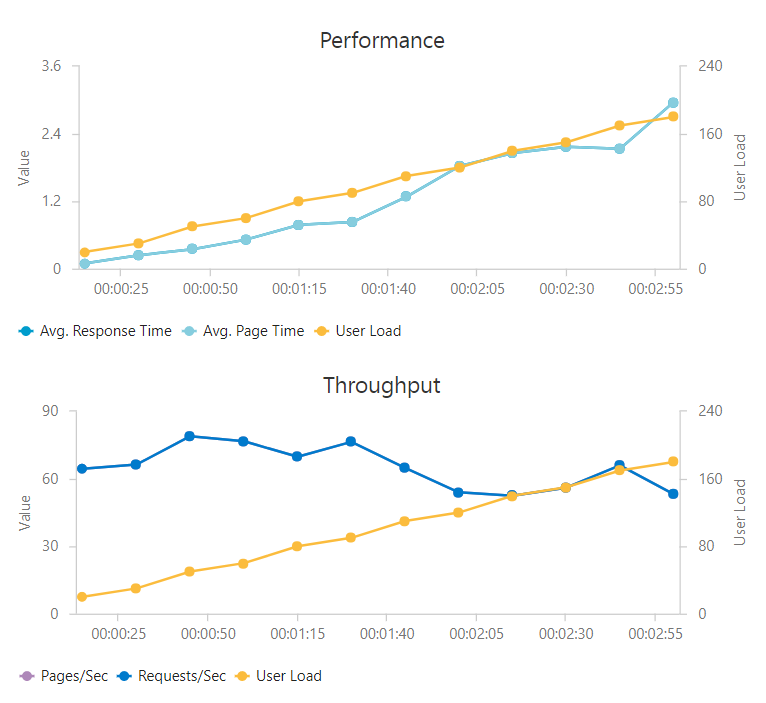 Performance
3.6 240
2.4 160
1.2 80
0 0
Value
User Load
00:00:25 00:00:50 00:01:15 00:01:40 00:02:05 00:02:30 00:02:55
Avg. Response Time Avg. Page Time User Load
Throughput
90 240
60 160
30 80
0 0
Value
User Load
00:00:25 00:00:50 00:01:15 00:01:40 00:02:05 00:02:30 00:02:55
Pages/Sec Requests/Sec User Load